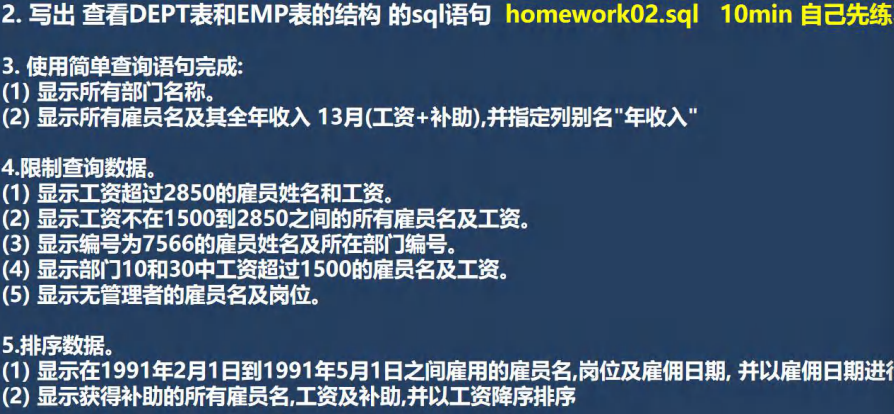 2. 写出 查看DEPT表和EMP表的结构 的sql语句 homework02.sql 10min 自己先练
3. 使用简单查询语句完成:
(1) 显示所有部门名称。
(2) 显示所有雇员名及其全年收入 13月(工资+补助),并指定列别名"年收入"
4.限制查询数据。
(1) 显示工资超过2850的雇员姓名和工资。
(2) 显示工资不在1500到2850之间的所有雇员名及工资。
(3) 显示编号为7566的雇员姓名及所在部门编号。
(4) 显示部门10和30中工资超过1500的雇员名及工资。
(5) 显示无管理者的雇员名及岗位。
5.排序数据。
(1) 显示在1991年2月1日到1991年5月1日之间雇用的雇员名,岗位及雇佣日期, 并以雇佣日期进行
(2) 显示获得补助的所有雇员名,工资及补助,并以工资降序排序